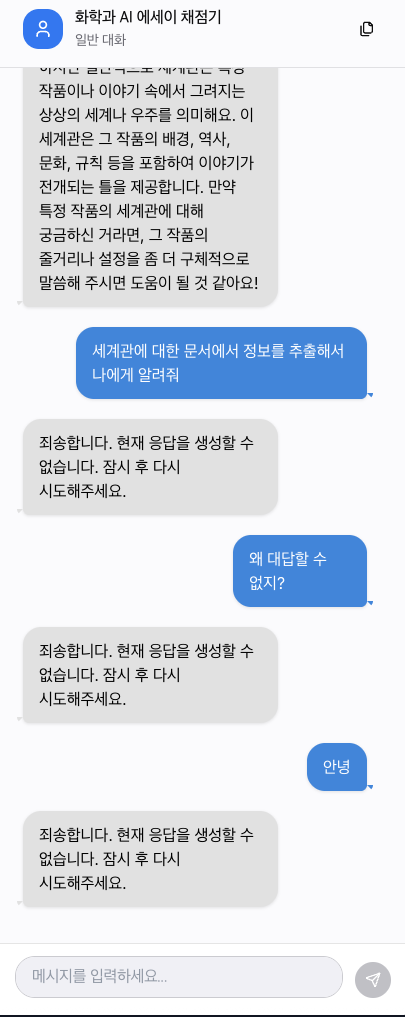 화학과 AI 에세이 채점기
일반 대화
작품이나 이야기 속에서 그려지는
상상의 세계나 우주를 의미해요. 이
세계관은 그 작품의 배경, 역사,
문화, 규칙 등을 포함하여 이야기가
전개되는 틀을 제공합니다. 만약
특정 작품의 세계관에 대해
궁금하신 거라면, 그 작품의
줄거리나 설정을 좀 더 구체적으로
말씀해 주시면 도움이 될 것 같아요!
세계관에 대한 문서에서 정보를 추출해서
나에게 알려줘
죄송합니다. 현재 응답을 생성할 수
없습니다. 잠시 후 다시
시도해주세요.
왜 대답할 수
없지?
죄송합니다. 현재 응답을 생성할 수
없습니다. 잠시 후 다시
시도해주세요.
안녕
죄송합니다. 현재 응답을 생성할 수
없습니다. 잠시 후 다시
시도해주세요.
메시지를 입력하세요...